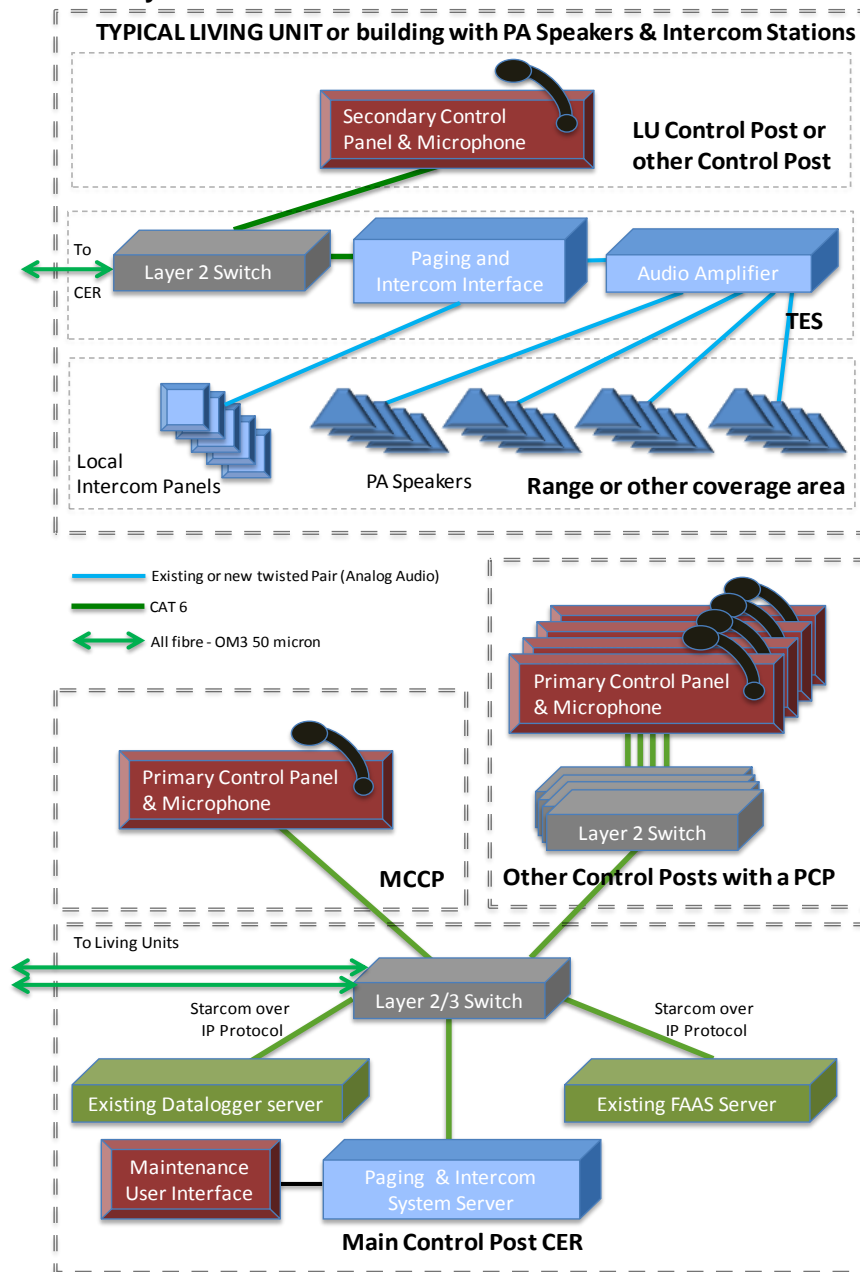 TYPICAL LIVING UNIT or building with PA Speakers & Intercom Stations
Secondary Control
Panel & Microphone
LU Control Post or
other Control Post
To
CER
Layer 2 Switch
Paging and
Intercom Interface
Audio Amplifier
TES
Local
Intercom Panels
PA Speakers
Range or other coverage area
Existing or new twisted Pair (Analog Audio)
CAT 6
All fibre - OM3 50 micron
Primary Control Panel
& Microphone
Layer 2 Switch
Other Control Posts with a PCP
Primary Control Panel
& Microphone
MCCP
To Living Units
Layer 2/3 Switch
Starcom over
IP Protocol
Starcom over
IP Protocol
Existing Datalogger server
Existing FAAS Server
Maintenance
User Interface
Paging & Intercom
System Server
Main Control Post CER